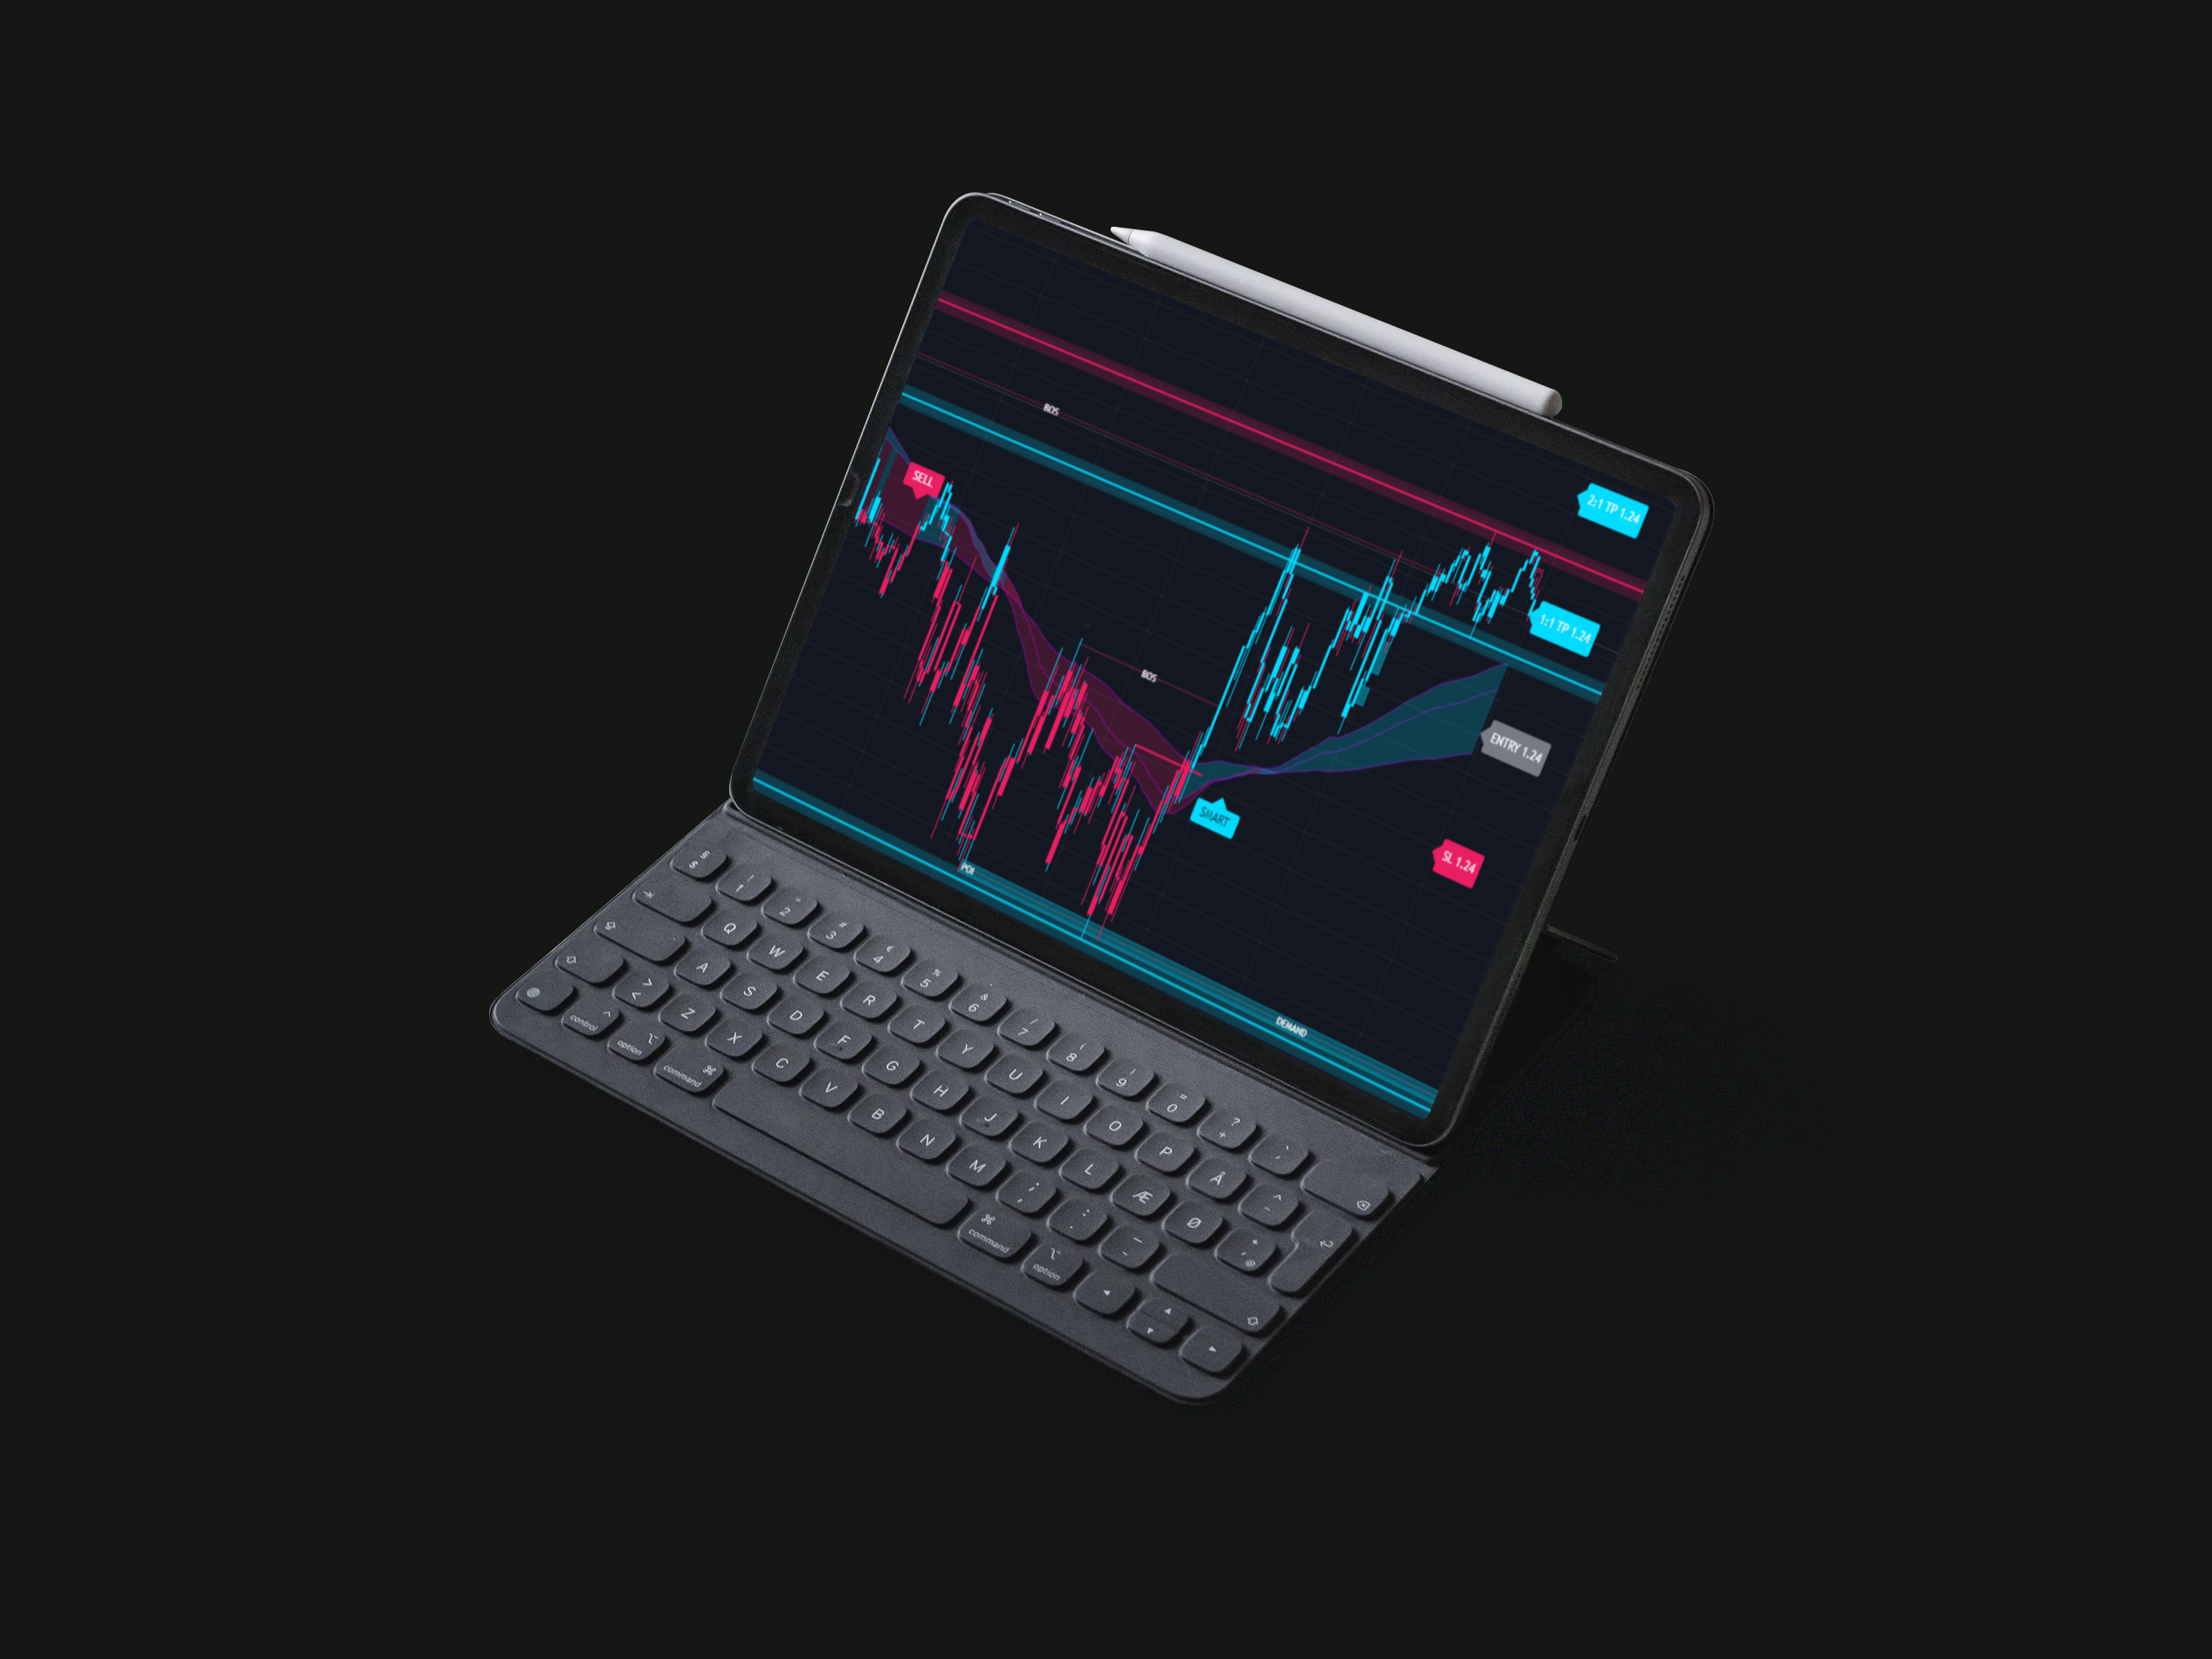 2:1 TP 1.24
BOS
SELL
1:1 TP 1.24
BOS
ENTRY 1.24
SMART
SL 1.24
POI
DEMAND
§ $
! 1
" 2
# 3
€ 4
% 5
& 6
/ 7
( 8
) 9
= 0
? +
Q W E R T Y U I O P Å ^ ¨
A S D F G H J K L Æ Ø * ' @
> < Z X C V B N M ; , : . _ -
control option command command option